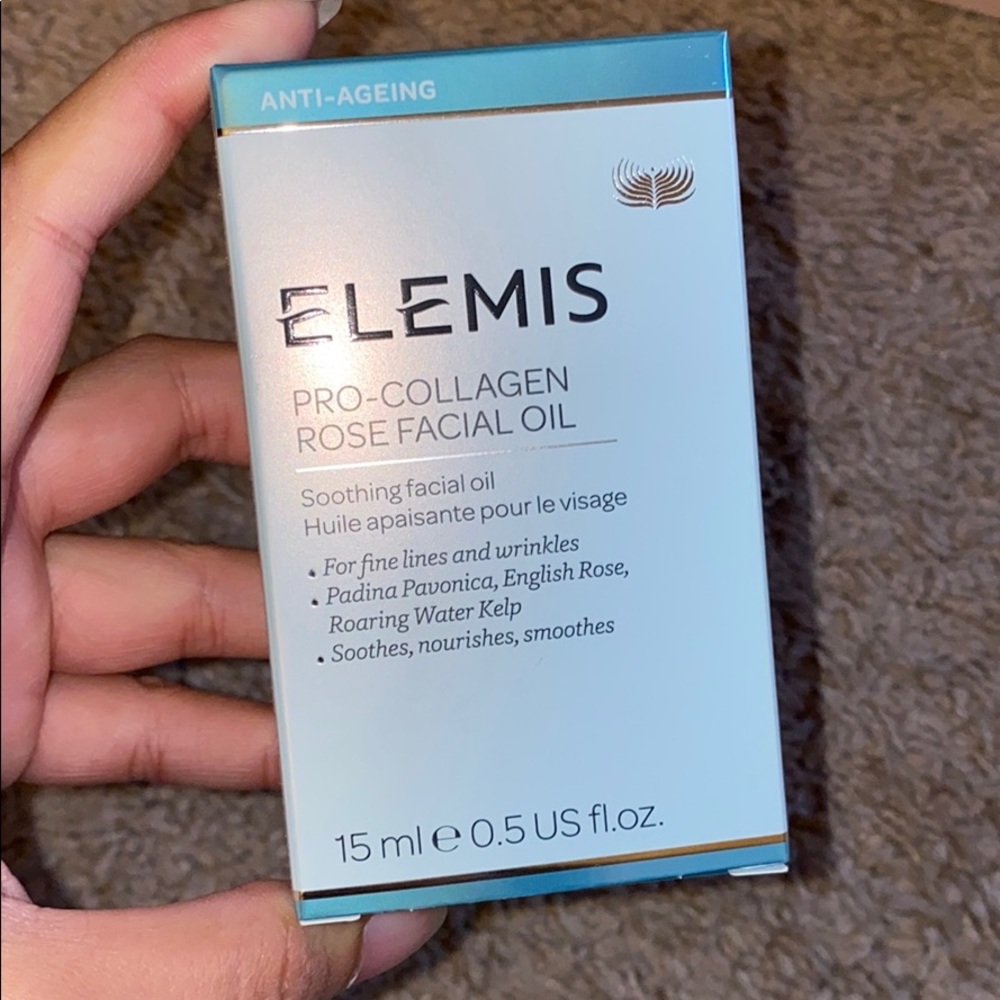 ANTI-AGEING
ELEMIS
PRO-COLLAGEN
ROSE FACIAL OIL
Soothing facial oil
Huile apaisante pour le visage
• For fine lines and wrinkles
• Padina Pavonica, English Rose,
Roaring Water Kelp
• Soothes, nourishes, smoothes
15 ml ℮ 0.5 US fl.oz.